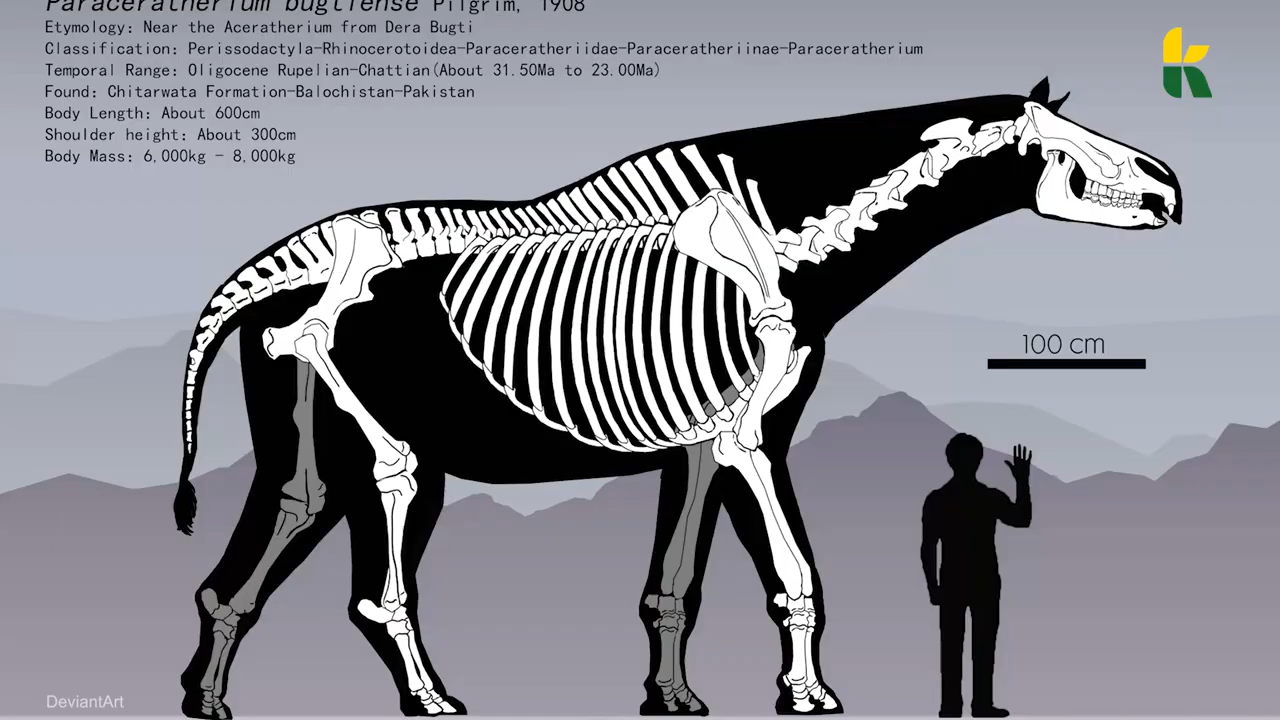 Paraceratherium bugtiense Pilgrim, 1908
Etymology: Near the Aceratherium from Dera Bugti
Classification: Perissodactyla-Rhinocerotoidea-Paraceratheriidae-Paraceratheriinae-Paraceratherium
Temporal Range: Oligocene Rupelian-Chattian(About 31.50Ma to 23.00Ma)
Found: Chitarwata Formation-Balochistan-Pakistan
Body Length: About 600cm
Shoulder height: About 300cm
Body Mass: 6,000kg - 8,000kg
100 cm
DeviantArt